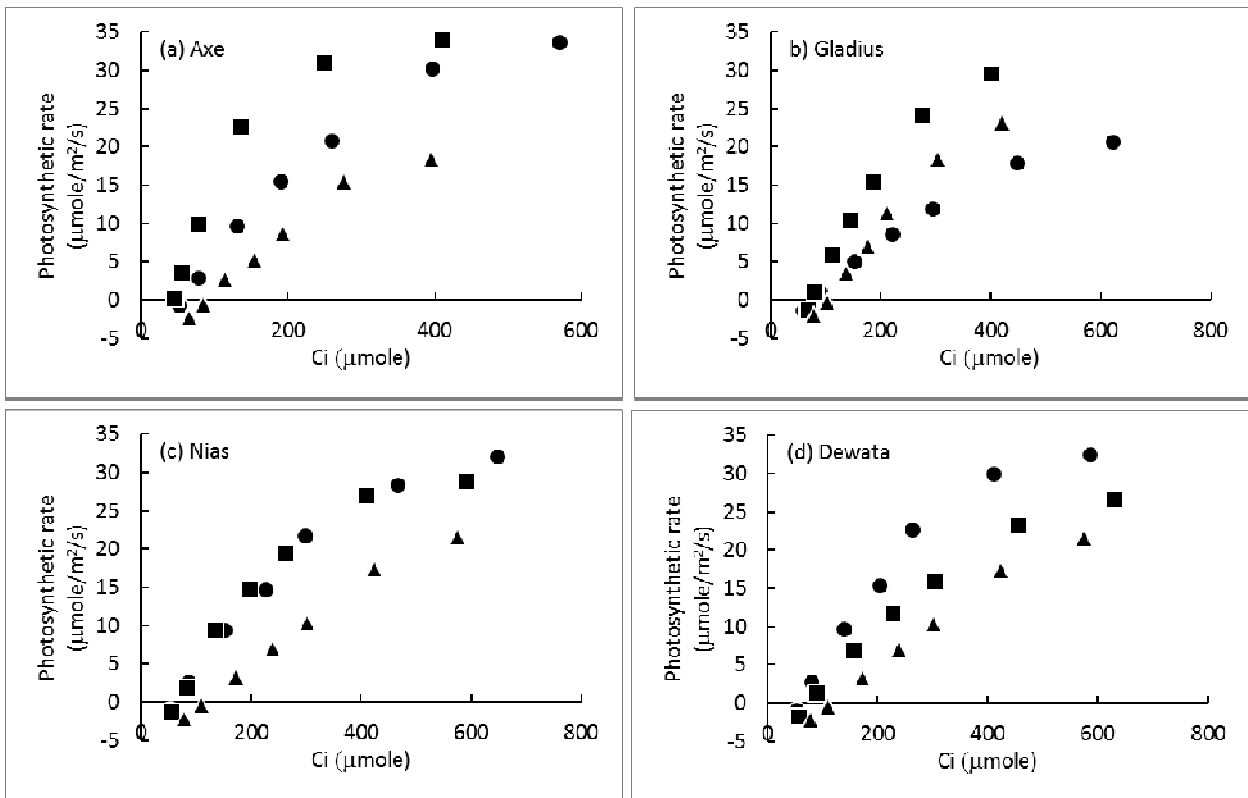 (a) Axe
35
30
25
20
15
10
5
0
-5
Photosynthetic rate
(µmole/m²/s)
0 200 400 600
Ci (µmole)
b) Gladius
35
30
25
20
15
10
5
0
-5
Photosynthetic rate
(µmole/m²/s)
0 200 400 600 800
Ci (µmole)
(c) Nias
35
30
25
20
15
10
5
0
-5
Photosynthetic rate
(µmole/m²/s)
0 200 400 600 800
Ci (µmole)
(d) Dewata
35
30
25
20
15
10
5
0
-5
Photosynthetic rate
(µmole/m²/s)
0 200 400 600 800
Ci (µmole)